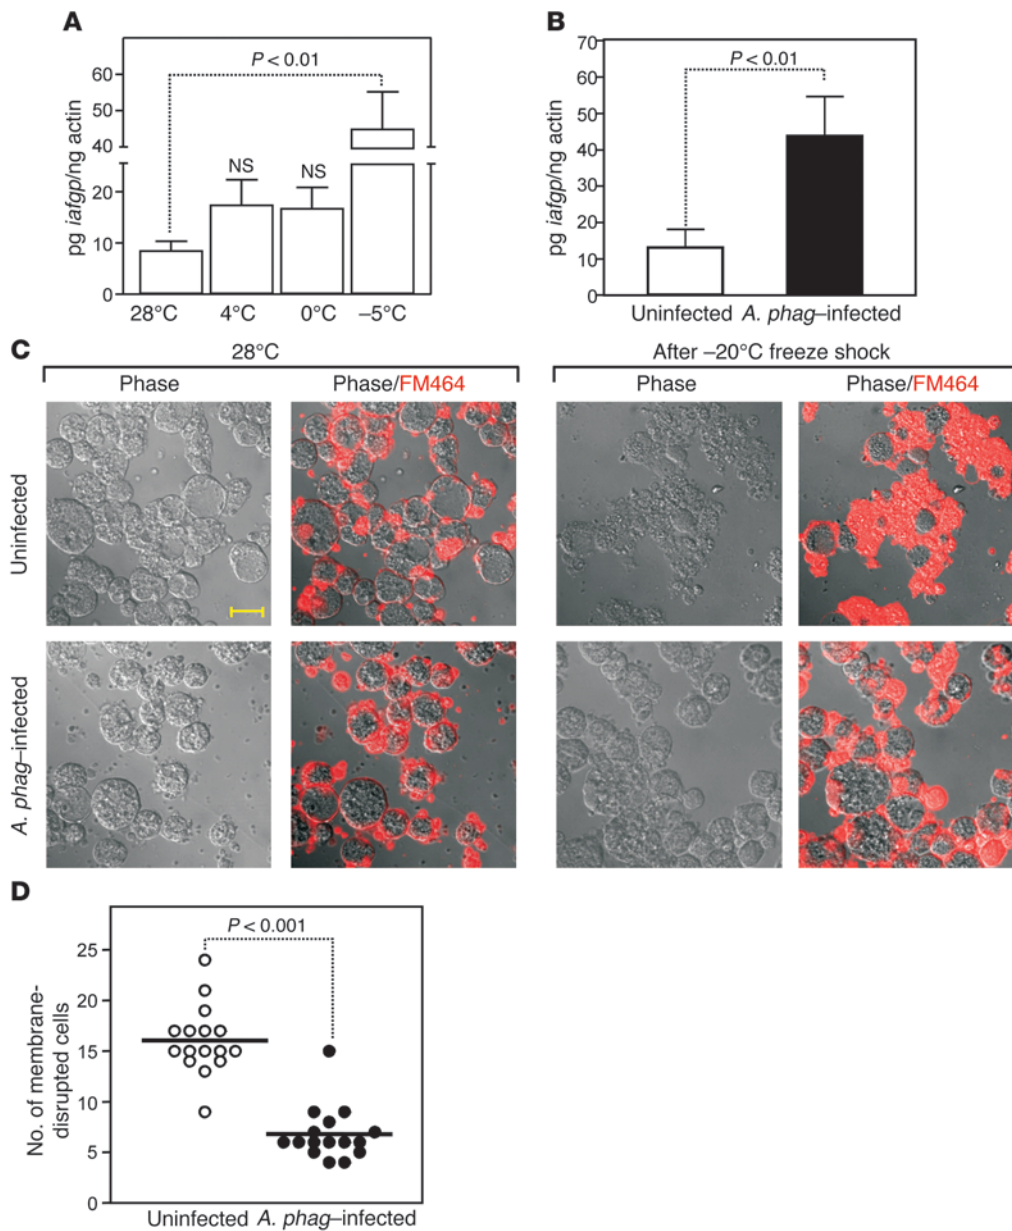 A
pg iafgp/ng actin
60
50
40
20
10
0
P < 0.01
NS
NS
28°C 4°C 0°C –5°C
B
pg iafgp/ng actin
70
60
50
40
30
20
10
0
P < 0.01
Uninfected A. phag–infected
C
28°C After –20°C freeze shock
Phase Phase/FM464 Phase Phase/FM464
Uninfected
A. phag–infected
D
No. of membrane-
disrupted cells
25
20
15
10
5
0
P < 0.001
Uninfected A. phag–infected